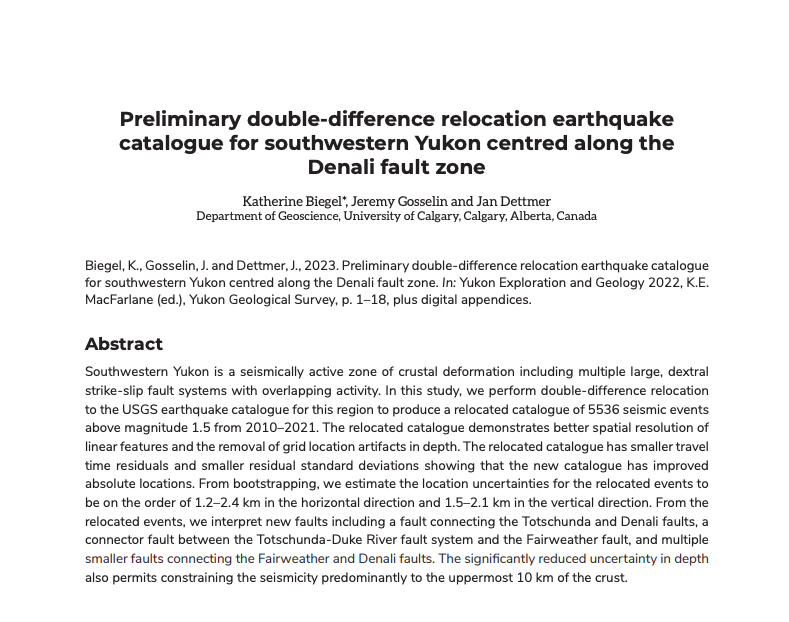 Preliminary double-difference relocation earthquake
catalogue for southwestern Yukon centred along the
Denali fault zone
Katherine Biegel*, Jeremy Gosselin and Jan Dettmer
Department of Geoscience, University of Calgary, Calgary, Alberta, Canada
Biegel, K., Gosselin, J. and Dettmer, J., 2023. Preliminary double-difference relocation earthquake catalogue
for southwestern Yukon centred along the Denali fault zone. In: Yukon Exploration and Geology 2022, K.E.
MacFarlane (ed.), Yukon Geological Survey, p. 1–18, plus digital appendices.
Abstract
Southwestern Yukon is a seismically active zone of crustal deformation including multiple large, dextral
strike-slip fault systems with overlapping activity. In this study, we perform double-difference relocation
to the USGS earthquake catalogue for this region to produce a relocated catalogue of 5536 seismic events
above magnitude 1.5 from 2010–2021. The relocated catalogue demonstrates better spatial resolution of
linear features and the removal of grid location artifacts in depth. The relocated catalogue has smaller travel
time residuals and smaller residual standard deviations showing that the new catalogue has improved
absolute locations. From bootstrapping, we estimate the location uncertainties for the relocated events to
be on the order of 1.2–2.4 km in the horizontal direction and 1.5–2.1 km in the vertical direction. From the
relocated events, we interpret new faults including a fault connecting the Totschunda and Denali faults, a
connector fault between the Totschunda-Duke River fault system and the Fairweather fault, and multiple
smaller faults connecting the Fairweather and Denali faults. The significantly reduced uncertainty in depth
also permits constraining the seismicity predominantly to the uppermost 10 km of the crust.